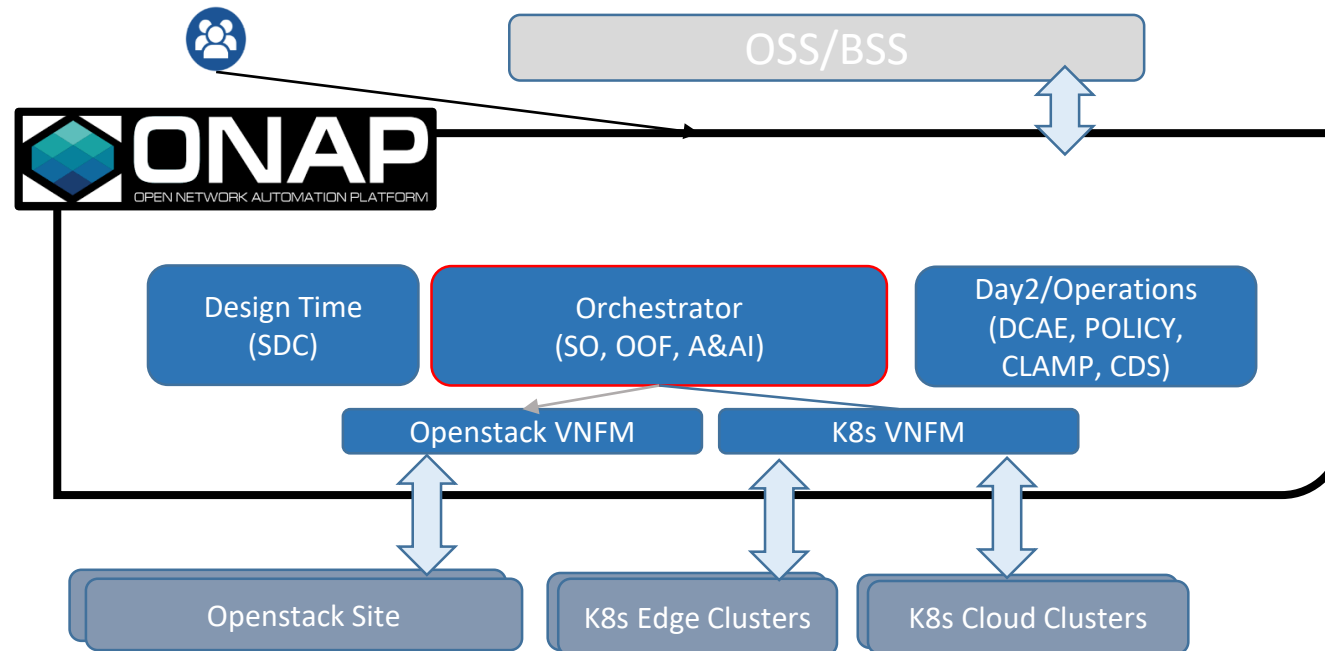 OSS/BSS
ONAP
OPEN NETWORK AUTOMATION PLATFORM
Design Time
(SDC)
Orchestrator
(SO, OOF, A&AI)
Day2/Operations
(DCAE, POLICY,
CLAMP, CDS)
Openstack VNFM
K8s VNFM
Openstack Site
K8s Edge Clusters
K8s Cloud Clusters